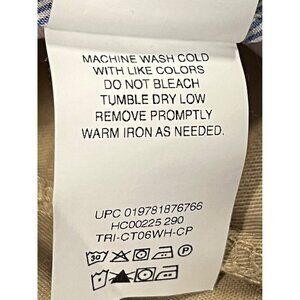 MACHINE WASH COLD
WITH LIKE COLORS
DO NOT BLEACH
TUMBLE DRY LOW
REMOVE PROMPTLY
WARM IRON AS NEEDED.
UPC 019781876766
HC00225 290
TRI-CT06WH-CP
30 P